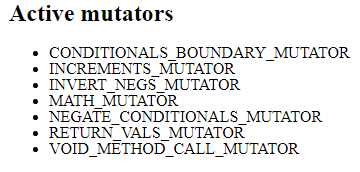 Active mutators
CONDITIONALS_BOUNDARY_MUTATOR
INCREMENTS_MUTATOR
INVERT_NEGS_MUTATOR
MATH_MUTATOR
NEGATE_CONDITIONALS_MUTATOR
RETURN_VALS_MUTATOR
VOID_METHOD_CALL_MUTATOR